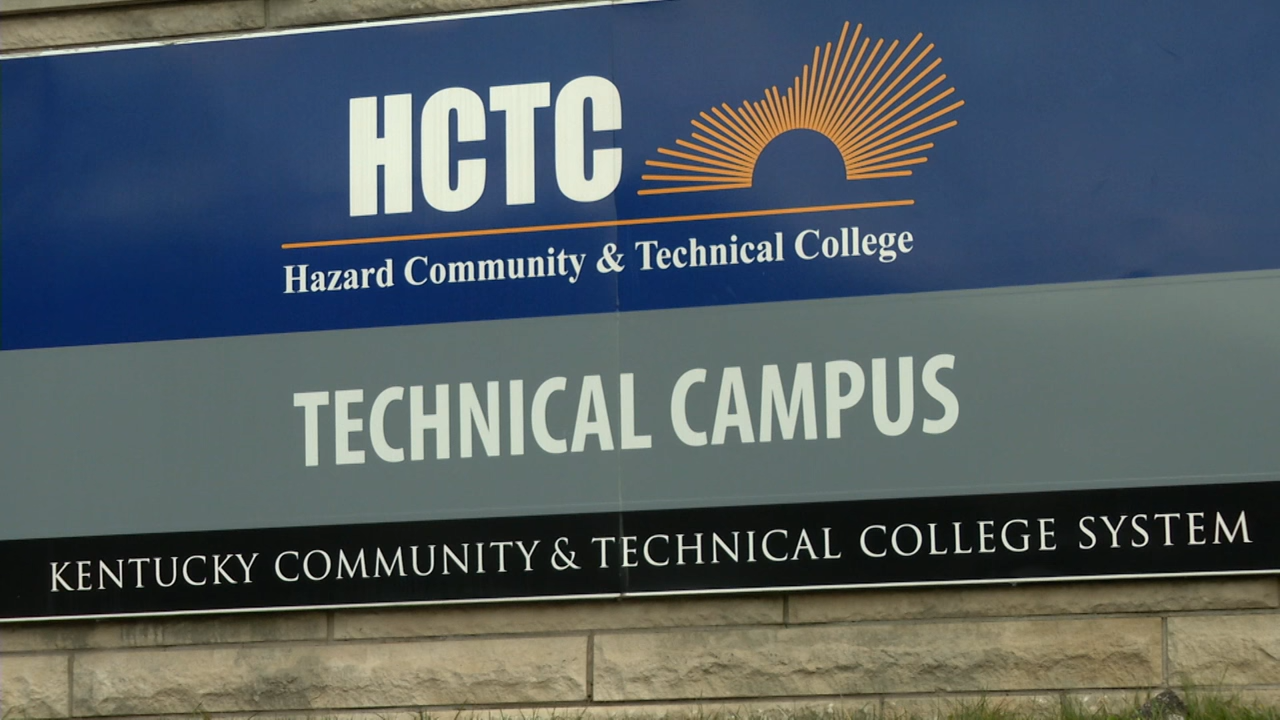 HCTC
Hazard Community & Technical College
TECHNICAL CAMPUS
KENTUCKY COMMUNITY & TECHNICAL COLLEGE SYSTEM